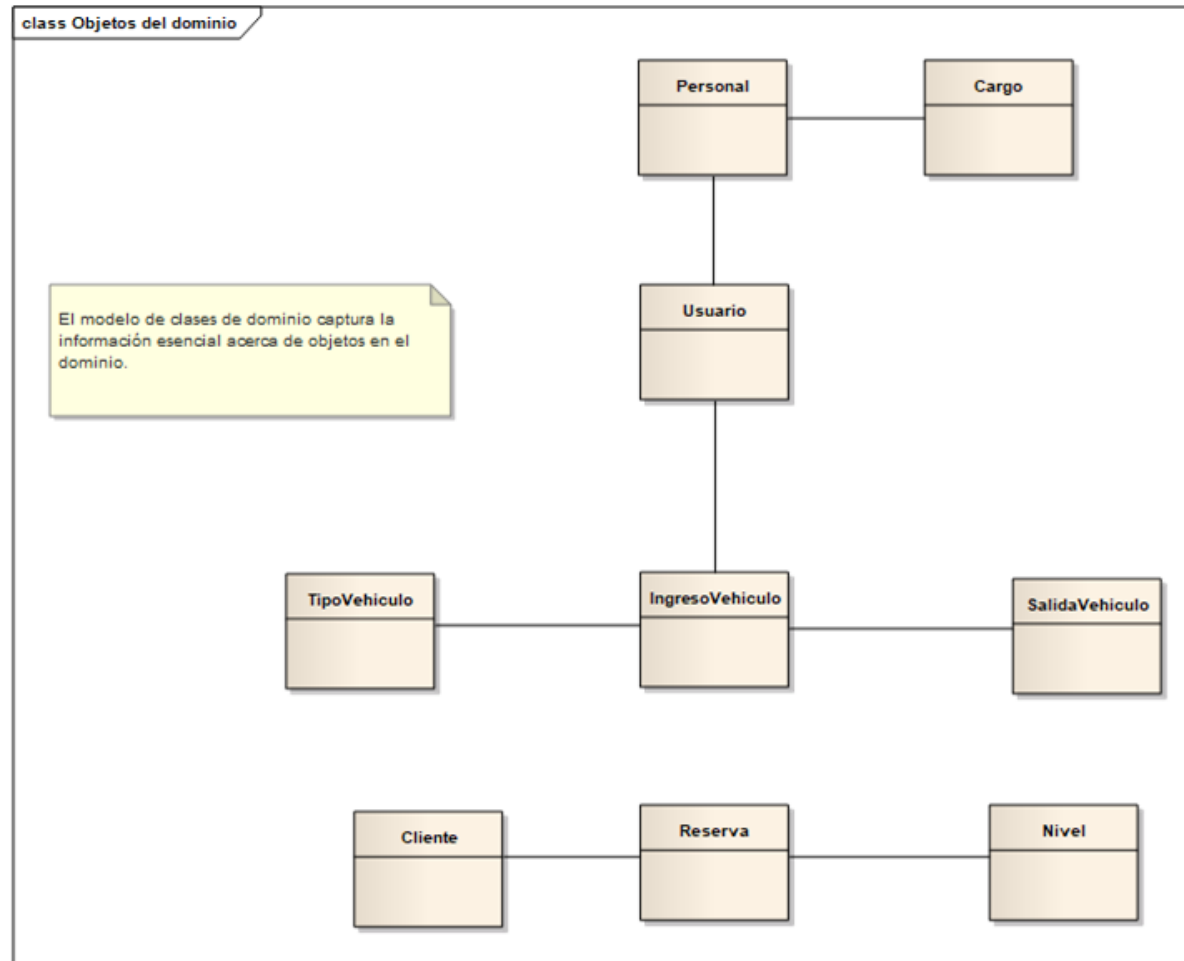 class Objetos del dominio
Personal
Cargo
El modelo de clases de dominio captura la
información esencial acerca de objetos en el
dominio.
Usuario
TipoVehiculo
IngresoVehiculo
SalidaVehiculo
Cliente
Reserva
Nivel